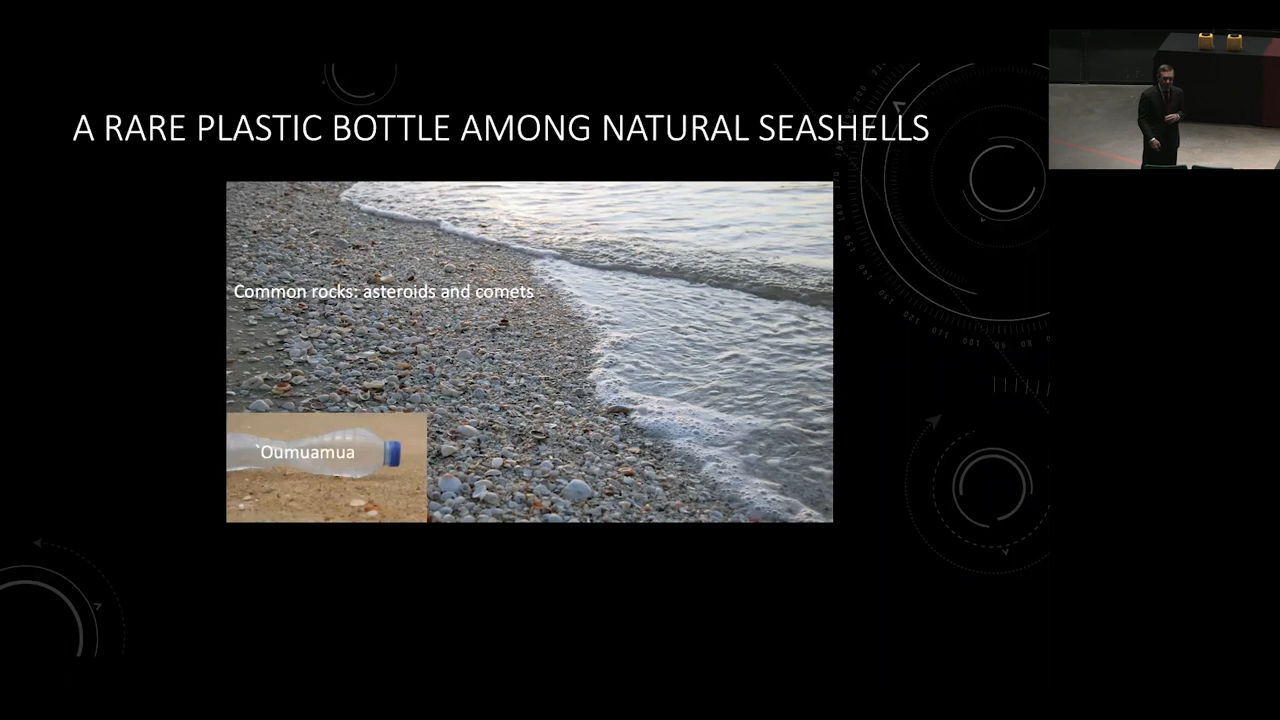 A RARE PLASTIC BOTTLE AMONG NATURAL SEASHELLS
Common rocks: asteroids and comets
`Oumuamua